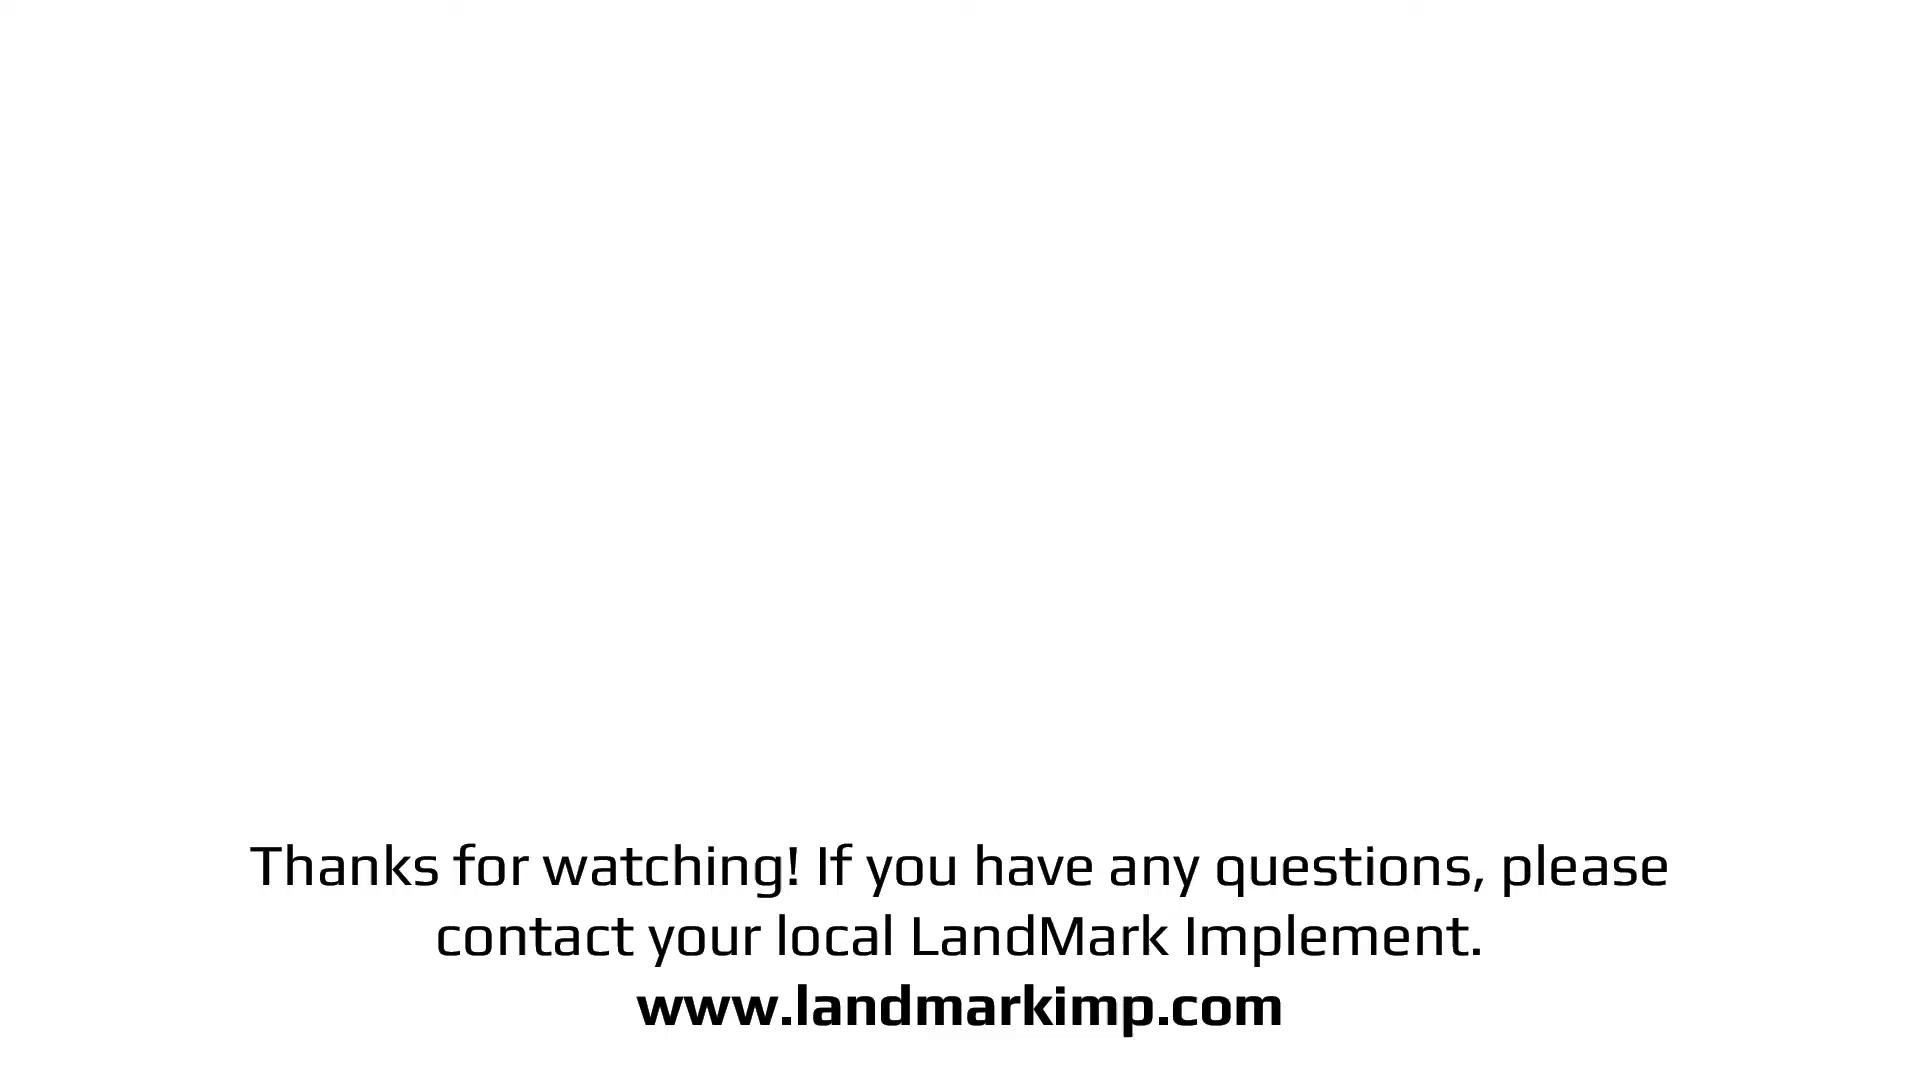 Thanks for watching! If you have any questions, please
contact your local LandMark Implement.
www.landmarkimp.com